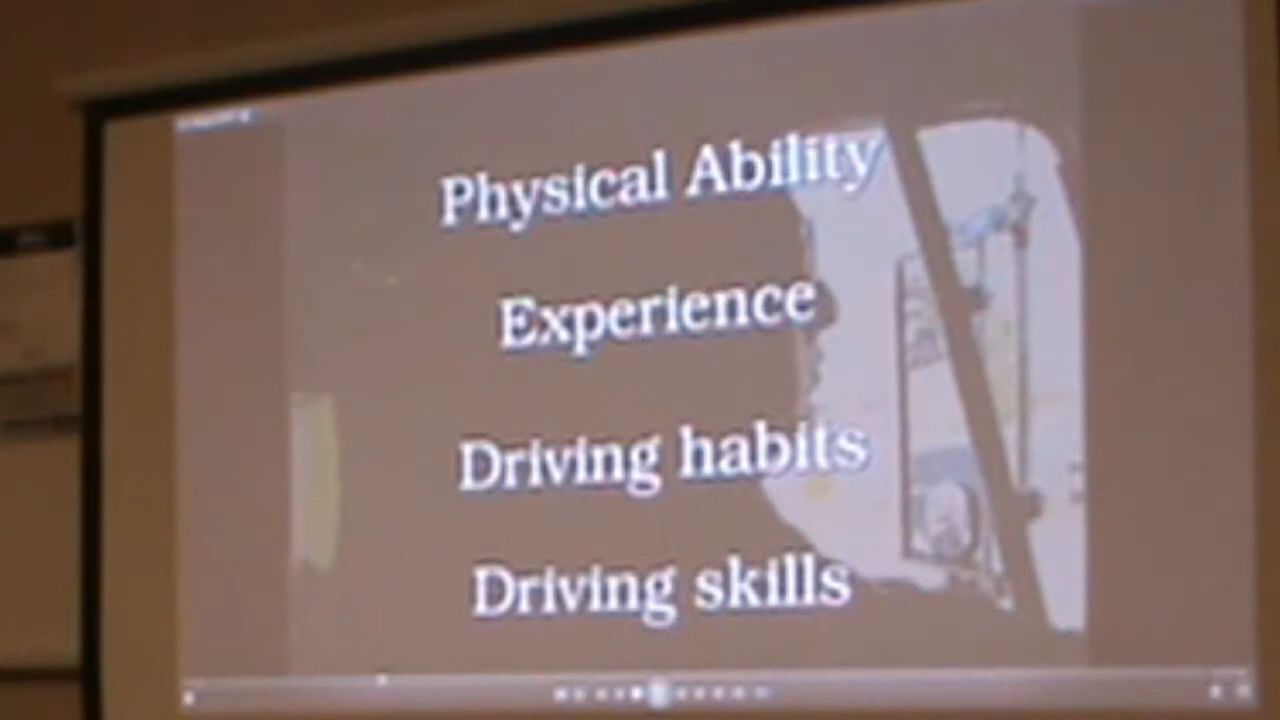 Physical Ability
Experience
Driving habits
Driving skills